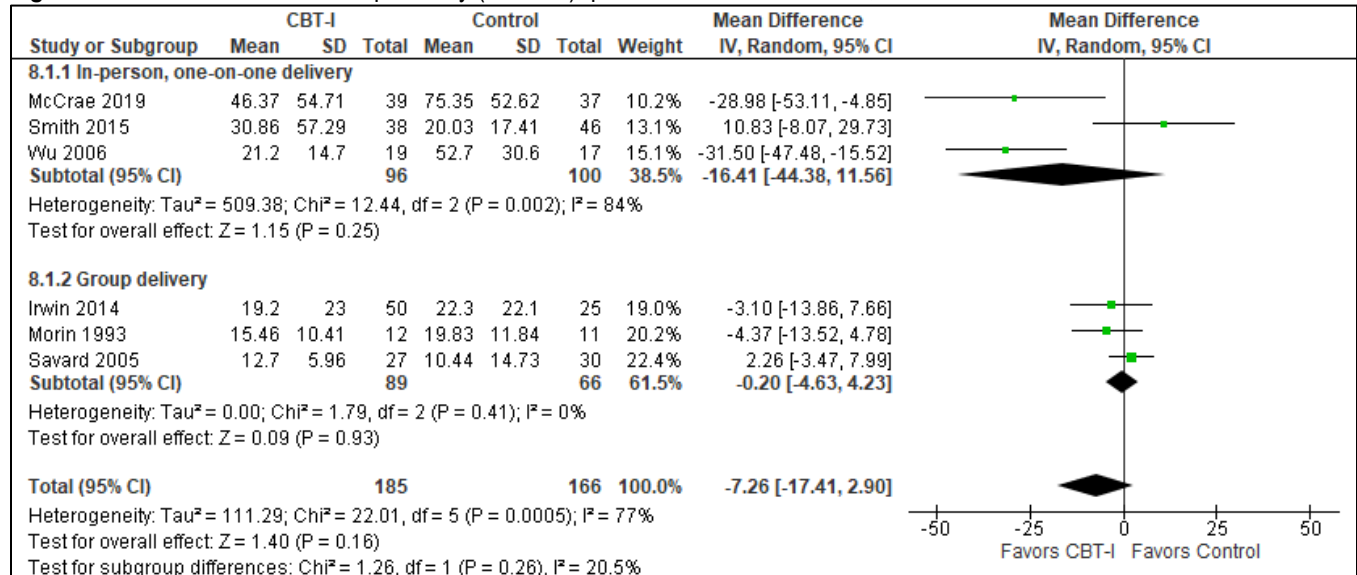 CBT-I Control Mean Difference Mean Difference
Study or Subgroup Mean SD Total Mean SD Total Weight IV, Random, 95% CI IV, Random, 95% CI
8.1.1 In-person, one-on-one delivery
McCrae 2019 46.37 54.71 39 75.35 52.62 37 10.2% -28.98 [-53.11, -4.85]
Smith 2015 30.86 57.29 38 20.03 17.41 46 13.1% 10.83 [-8.07, 29.73]
Wu 2006 21.2 14.7 19 52.7 30.6 17 15.1% -31.50 [-47.48, -15.52]
Subtotal (95% CI) 96 100 38.5% -16.41 [-44.38, 11.56]
Heterogeneity: Tau² = 509.38; Chi² = 12.44, df = 2 (P = 0.002); I² = 84%
Test for overall effect: Z = 1.15 (P = 0.25)
8.1.2 Group delivery
Irwin 2014 19.2 23 50 22.3 22.1 25 19.0% -3.10 [-13.86, 7.66]
Morin 1993 15.46 10.41 12 19.83 11.84 11 20.2% -4.37 [-13.52, 4.78]
Savard 2005 12.7 5.96 27 10.44 14.73 30 22.4% 2.26 [-3.47, 7.99]
Subtotal (95% CI) 89 66 61.5% -0.20 [-4.63, 4.23]
Heterogeneity: Tau² = 0.00; Chi² = 1.79, df = 2 (P = 0.41); I² = 0%
Test for overall effect: Z = 0.09 (P = 0.93)
Total (95% CI) 185 166 100.0% -7.26 [-17.41, 2.90]
Heterogeneity: Tau² = 111.29; Chi² = 22.01, df = 5 (P = 0.0005); I² = 77%
Test for overall effect: Z = 1.40 (P = 0.16)
Test for subgroup differences: Chi² = 1.26, df = 1 (P = 0.26), I² = 20.5%
-50 -25 0 25 50
Favors CBT-I Favors Control